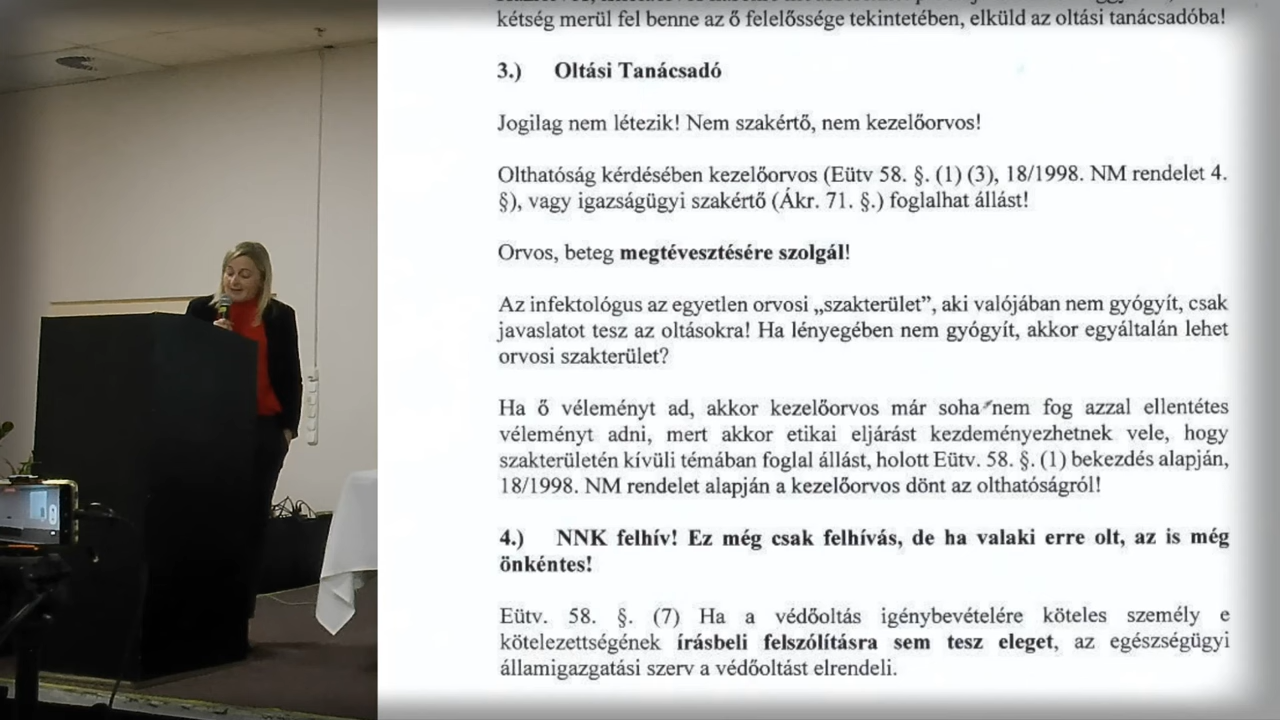 kétség merül fel benne az ő felelőssége tekintetében, elküld az oltási tanácsadóba!
3.) Oltási Tanácsadó
Jogilag nem létezik! Nem szakértő, nem kezelőorvos!
Olthatóság kérdésében kezelőorvos (Eütv 58. §. (1) (3), 18/1998. NM rendelet 4.
§), vagy igazságügyi szakértő (Ákr. 71. §.) foglalhat állást!
Orvos, beteg megtévesztésére szolgál!
Az infektológus az egyetlen orvosi „szakterület”, aki valójában nem gyógyít, csak
javaslatot tesz az oltásokra! Ha lényegében nem gyógyít, akkor egyáltalán lehet
orvosi szakterület?
Ha ő véleményt ad, akkor kezelőorvos már soha nem fog azzal ellentétes
véleményt adni, mert akkor etikai eljárást kezdeményezhetnek vele, hogy
szakterületén kívüli témában foglal állást, holott Eütv. 58. §. (1) bekezdés alapján,
18/1998. NM rendelet alapján a kezelőorvos dönt az olthatóságról!
4.) NNK felhív! Ez még csak felhívás, de ha valaki erre olt, az is még
önkéntes!
Eütv. 58. §. (7) Ha a védőoltás igénybevételére köteles személy e
kötelezettségének írásbeli felszólításra sem tesz eleget, az egészségügyi
államigazgatási szerv a védőoltást elrendeli.